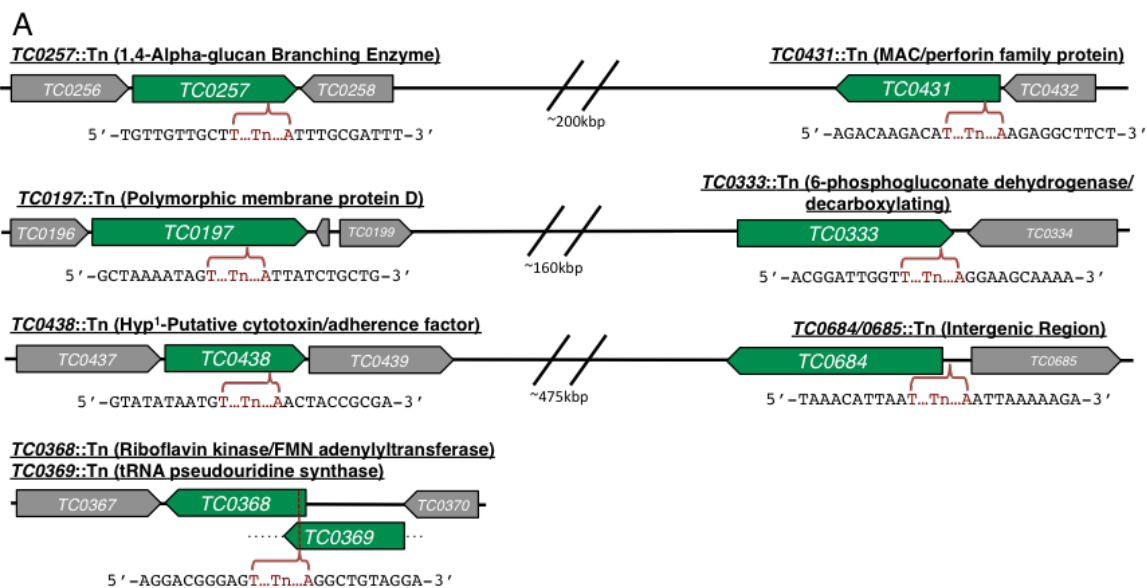 A
TC0257::Tn (1,4-Alpha-glucan Branching Enzyme)
TC0256 TC0257 TC0258
5′-TGTTGTTGCTTT…Tn…ATTTGCGATTT-3′
~200kbp
TC0431::Tn (MAC/perforin family protein)
TC0431 TC0432
5′-AGACAAGACAT…Tn…AAGAGGCTTCT-3′
TC0197::Tn (Polymorphic membrane protein D)
TC0196 TC0197 TC0199
5′-GCTAAAATAGT…Tn…ATTATCTGCTG-3′
~160kbp
TC0333::Tn (6-phosphogluconate dehydrogenase/
decarboxylating)
TC0333 TC0334
5′-ACGGATTGGTT…Tn…AGGAAGCAAAA-3′
TC0438::Tn (Hyp1-Putative cytotoxin/adherence factor)
TC0437 TC0438 TC0439
5′-GTATATAATGT…Tn…AACTACCGCGA-3′
~475kbp
TC0684/0685::Tn (Intergenic Region)
TC0684 TC0685
5′-TAAACATTAAT…Tn…AATTAAAAAGA-3′
TC0368::Tn (Riboflavin kinase/FMN adenylyltransferase)
TC0369::Tn (tRNA pseudouridine synthase)
TC0367 TC0368 TC0370
TC0369
5′-AGGACGGGAGT…Tn…AGGCTGTAGGA-3′